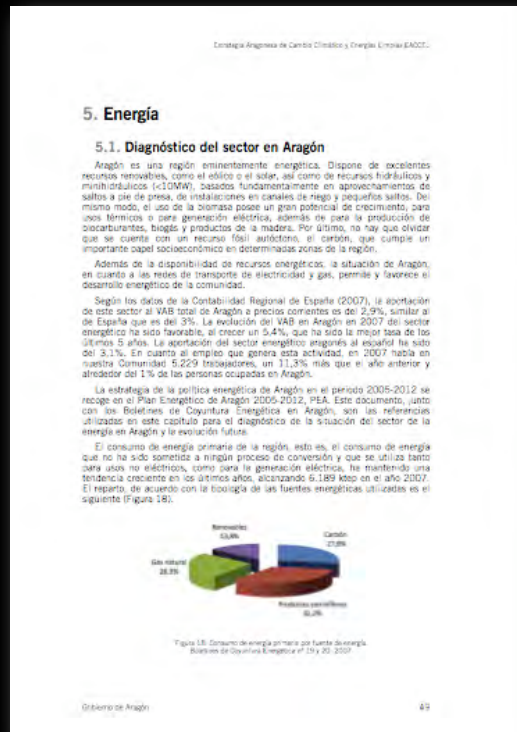 Estrategia Aragonesa de Cambio Climático y Energías Limpias (EACCEL)
5. Energía
5.1. Diagnóstico del sector en Aragón
Aragón es una región eminentemente energética. Dispone de excelentes
recursos renovables, como el eólico o el solar, así como de recursos hidráulicos y
minihidráulicos (<10MW), basados fundamentalmente en aprovechamientos de
saltos a pie de presa, de instalaciones en canales de riego y pequeños saltos. Del
mismo modo, el uso de la biomasa posee un gran potencial de crecimiento, para
usos térmicos o para generación eléctrica, además de para la producción de
biocarburantes, biogás y productos de la madera. Por último, no hay que olvidar
que se cuenta con un recurso fósil autóctono, el carbón, que cumple un
importante papel socioeconómico en determinadas zonas de la región.
Además de la disponibilidad de recursos energéticos, la situación de Aragón,
en cuanto a las redes de transporte de electricidad y gas, permite y favorece el
desarrollo energético de la comunidad.
Según los datos de la Contabilidad Regional de España (2007), la aportación
de este sector al VAB total de Aragón a precios corrientes es del 2,9%, similar al
de España que es del 3%. La evolución del VAB en Aragón en 2007 del sector
energético ha sido favorable, al crecer un 5,4%, que ha sido la mejor tasa de los
últimos 5 años. La aportación del sector energético aragonés al español ha sido
del 3,1%. En cuanto al empleo que genera esta actividad, en 2007 había en
nuestra Comunidad 5.229 trabajadores, un 11,3% más que el año anterior y
alrededor del 1% de las personas ocupadas en Aragón.
La estrategia de la política energética de Aragón en el período 2005-2012 se
recoge en el Plan Energético de Aragón 2005-2012, PEA. Este documento, junto
con los Boletines de Coyuntura Energética en Aragón, son las referencias
utilizadas en este capítulo para el diagnóstico de la situación del sector de la
energía en Aragón y la evolución futura.
El consumo de energía primaria de la región, esto es, el consumo de energía
que no ha sido sometida a ningún proceso de conversión y que se utiliza tanto
para usos no eléctricos, como para la generación eléctrica, ha mantenido una
tendencia creciente en los últimos años, alcanzando 6.189 ktep en el año 2007.
El reparto, de acuerdo con la tipología de las fuentes energéticas utilizadas es el
siguiente (Figura 18).
Renovables
Carbón
Gas natural
Productos petrolíferos
Figura 18: Consumo de energía primaria por fuente de energía.
Boletines de Coyuntura Energética nº 19 y 20. 2007
Gobierno de Aragón
49